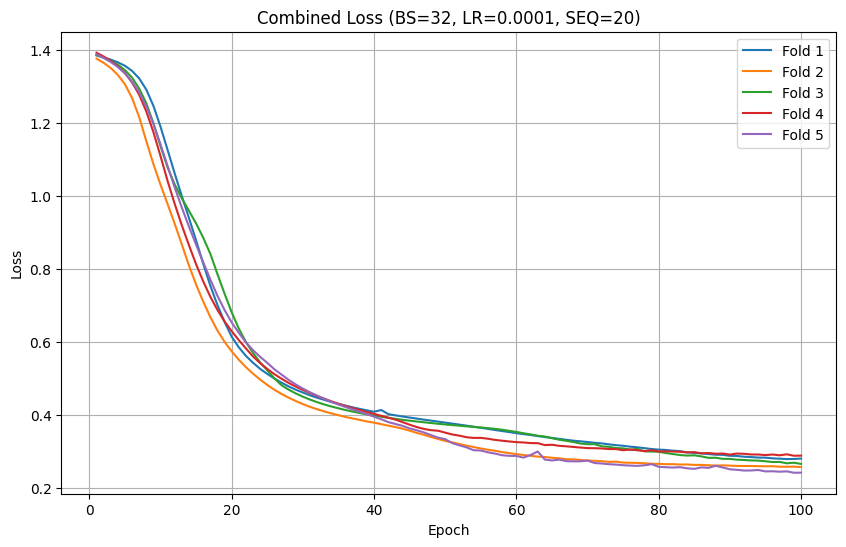 Combined Loss (BS=32, LR=0.0001, SEQ=20)
1.4
1.2
1.0
0.8
0.6
0.4
0.2
Loss
Fold 1
Fold 2
Fold 3
Fold 4
Fold 5
0 20 40 60 80 100
Epoch